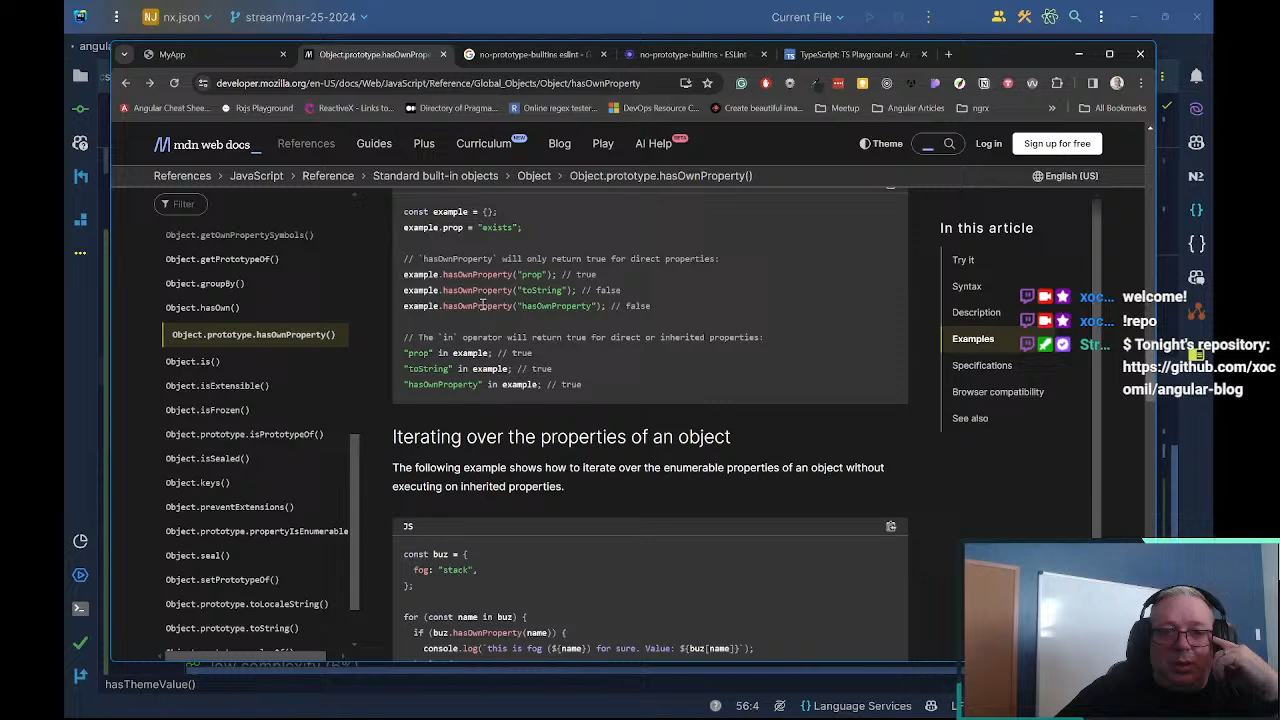 NJ nx.json
stream/mar-25-2024
Current File
angula
MyApp
Object.prototype.hasOwnPrope
no-prototype-builtins eslint - G
no-prototype-builtins - ESLint
TypeScript: TS Playground - An
developer.mozilla.org/en-US/docs/Web/JavaScript/Reference/Global_Objects/Object/hasOwnProperty
Angular Cheat Shee...
Rxjs Playground
ReactiveX - Links to...
Directory of Pragma...
Online regex tester...
DevOps Resource C...
Create beautiful ima...
Meetup
Angular Articles
ngrx
All Bookmarks
mdn web docs_
References
Guides
Plus
Curriculum NEW
Blog
Play
AI Help BETA
Theme
Log in
Sign up for free
References
JavaScript
Reference
Standard built-in objects
Object
Object.prototype.hasOwnProperty()
English (US)
Filter
Object.getOwnPropertySymbols()
Object.getPrototypeOf()
Object.groupBy()
Object.hasOwn()
Object.prototype.hasOwnProperty()
Object.is()
Object.isExtensible()
Object.isFrozen()
Object.prototype.isPrototypeOf()
Object.isSealed()
Object.keys()
Object.preventExtensions()
Object.prototype.propertyIsEnumerable
Object.seal()
Object.setPrototypeOf()
Object.prototype.toLocaleString()
Object.prototype.toString()
const example = {};
example.prop = "exists";
// `hasOwnProperty` will only return true for direct properties:
example.hasOwnProperty("prop"); // true
example.hasOwnProperty("toString"); // false
example.hasOwnProperty("hasOwnProperty"); // false
// The `in` operator will return true for direct or inherited properties:
"prop" in example; // true
"toString" in example; // true
"hasOwnProperty" in example; // true
Iterating over the properties of an object
The following example shows how to iterate over the enumerable properties of an object without
executing on inherited properties.
JS
const buz = {
fog: "stack",
};
for (const name in buz) {
if (buz.hasOwnProperty(name)) {
console.log(`this is fog (${name}) for sure. Value: ${buz[name]}`);
In this article
Try it
Syntax
Description
Examples
Specifications
Browser compatibility
See also
xoc... welcome!
xoc... !repo
Str... $ Tonight's repository:
https://github.com/xoc
omil/angular-blog
hasThemeValue()
56:4
Language Services